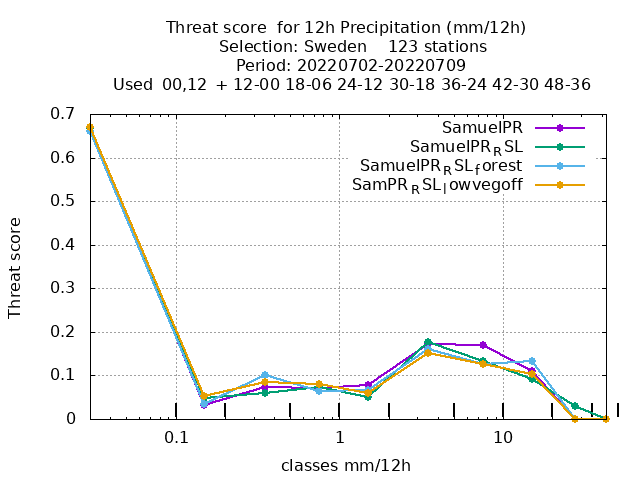 Threat score  for 12h Precipitation (mm/12h)
Selection: Sweden    123 stations
Period: 20220702-20220709
Used  00,12  + 12-00 18-06 24-12 30-18 36-24 42-30 48-36
SamuelPR
SamuelPR_RSL
SamuelPR_RSL_forest
SamPR_RSL_lowvegoff
Threat score
0.7
0.6
0.5
0.4
0.3
0.2
0.1
0
0.1 1 10
classes mm/12h